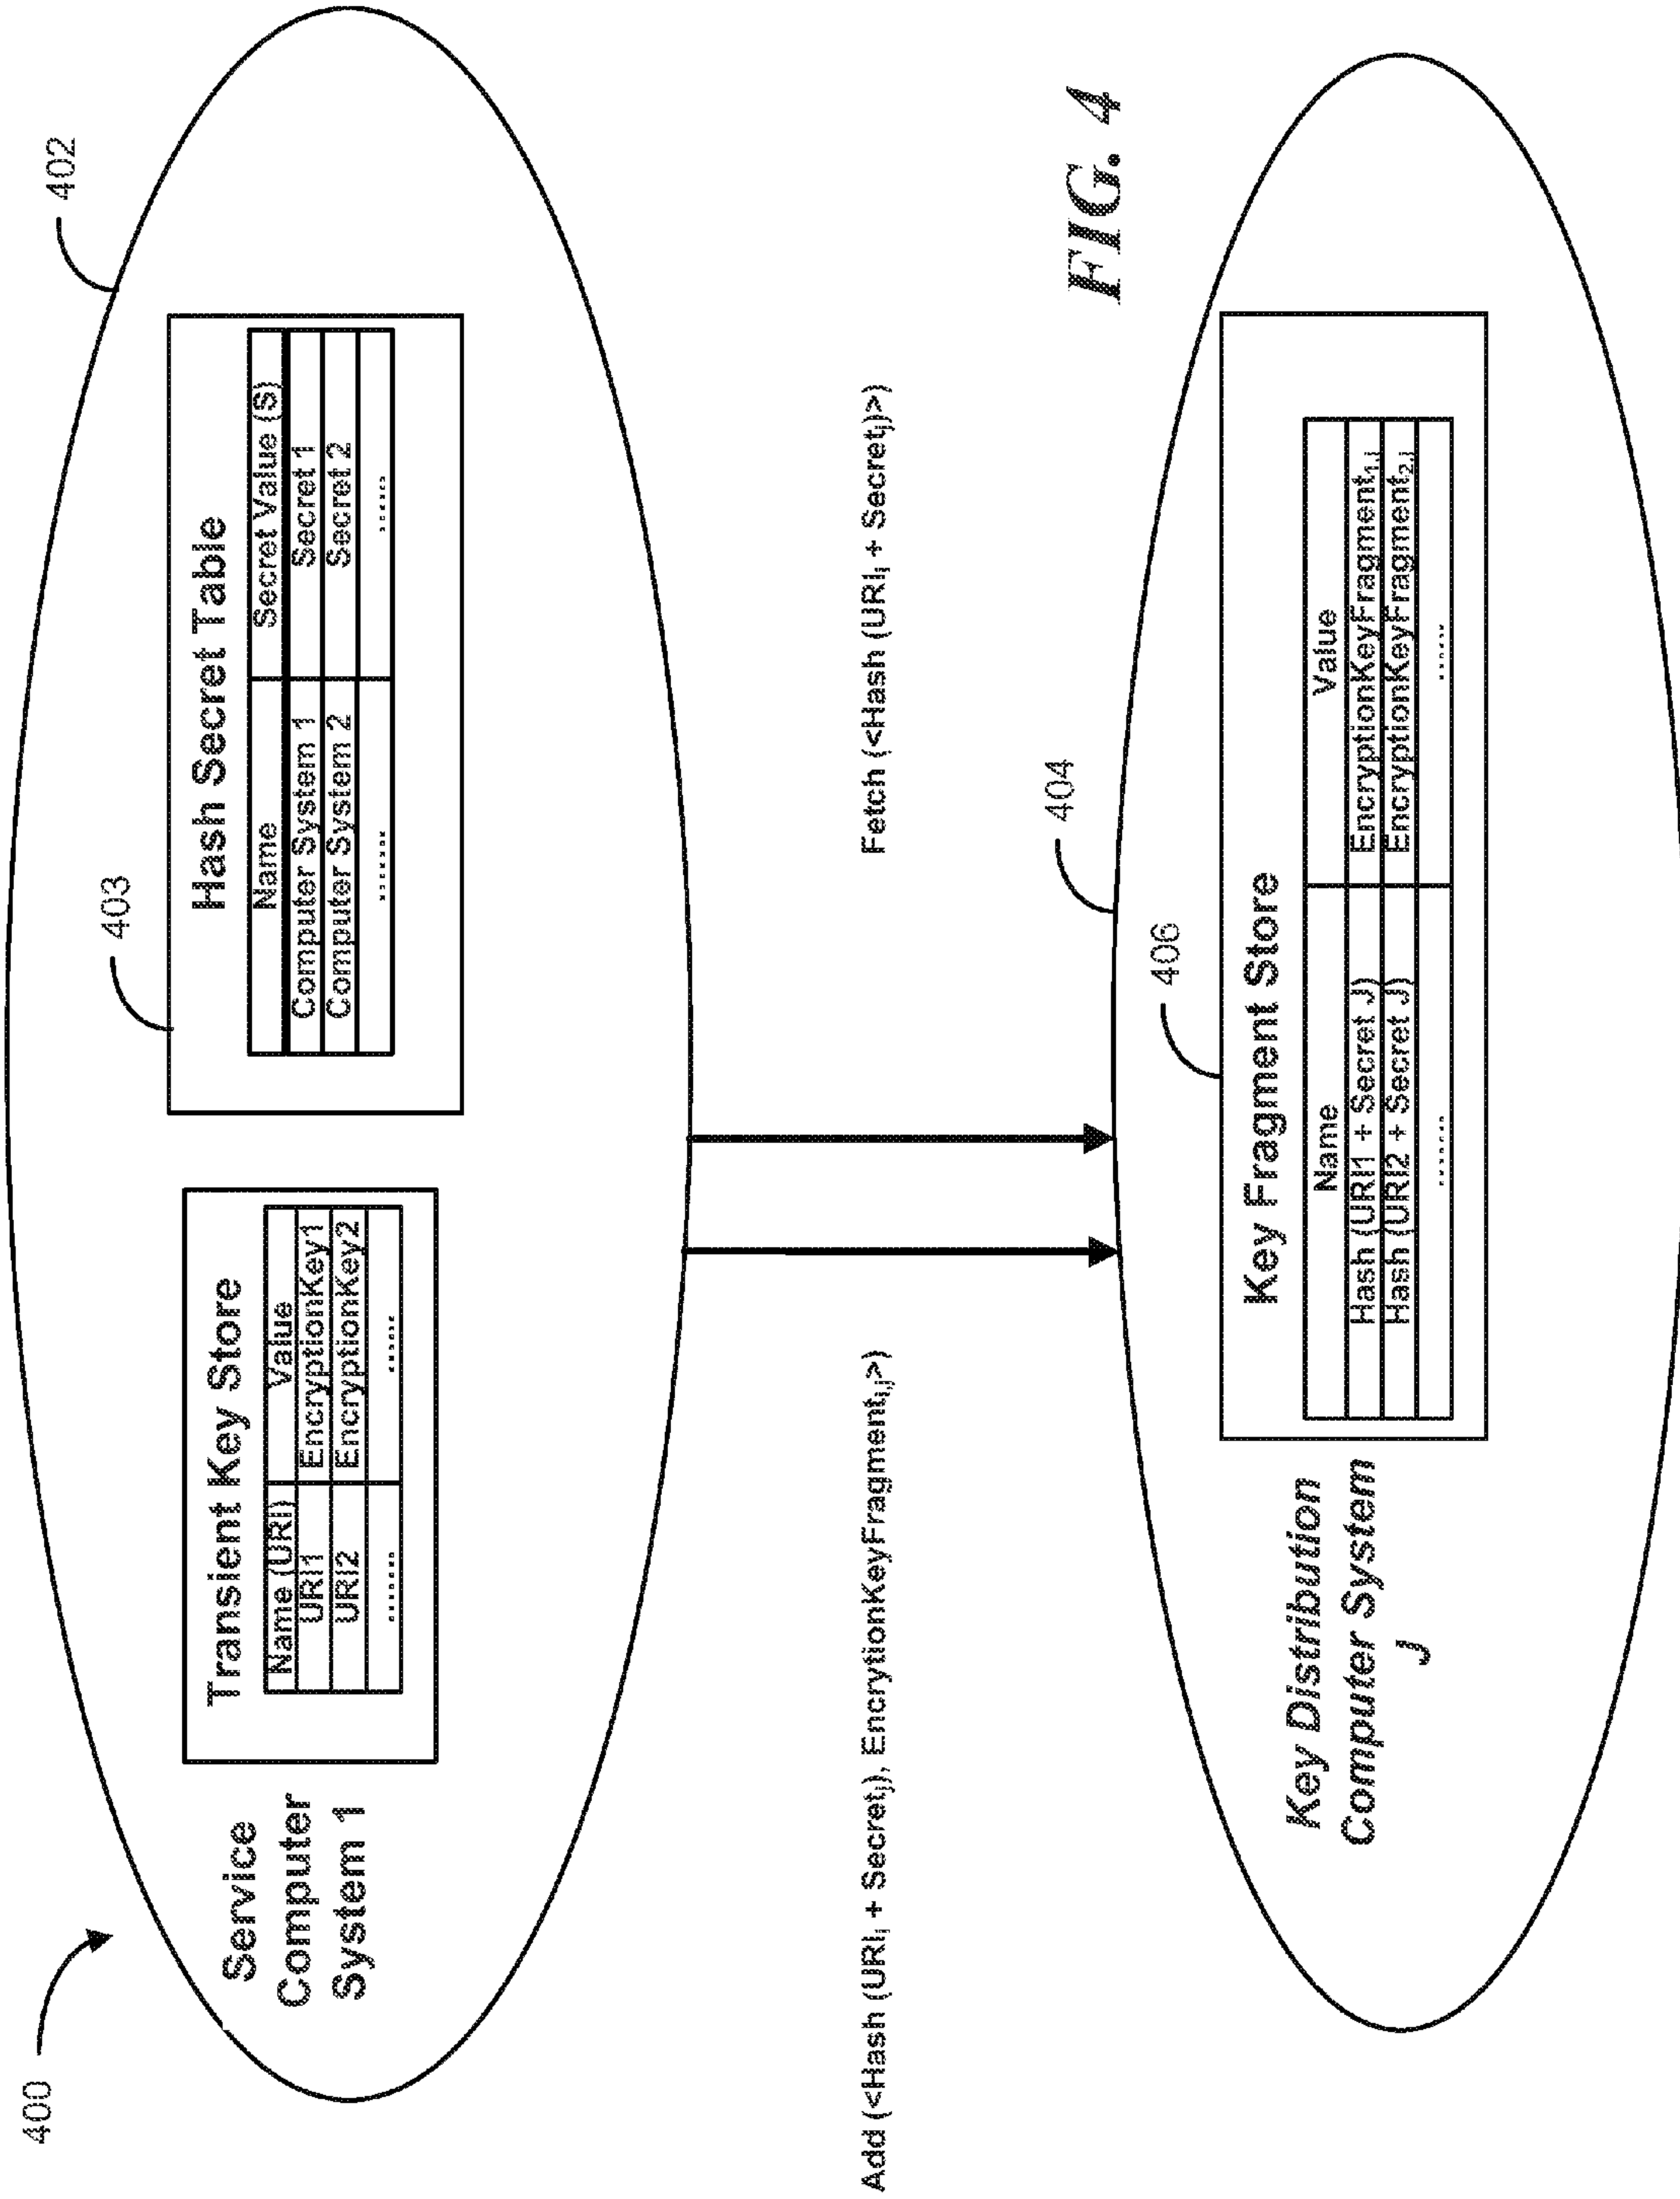 400
402
Service
Computer
System 1
Transient Key Store
Name (URI) Value
URI1 EncryptionKey1
URI2 EncryptionKey2
....... ......
403
Hash Secret Table
Name Secret Value (S)
Computer System 1 Secret 1
Computer System 2 Secret 2
........ ......
Add (<Hash (URIi + Secretj), EncrytionKeyFragmenti,j>)
Fetch (<Hash (URIi + Secretj)>)
FIG. 4
404
Key Distribution
Computer System
J
406
Key Fragment Store
Name Value
Hash (URI1 + Secret J) EncryptionKeyFragment1,j
Hash (URI2 + Secret J) EncryptionKeyFragment2,j
....... ......